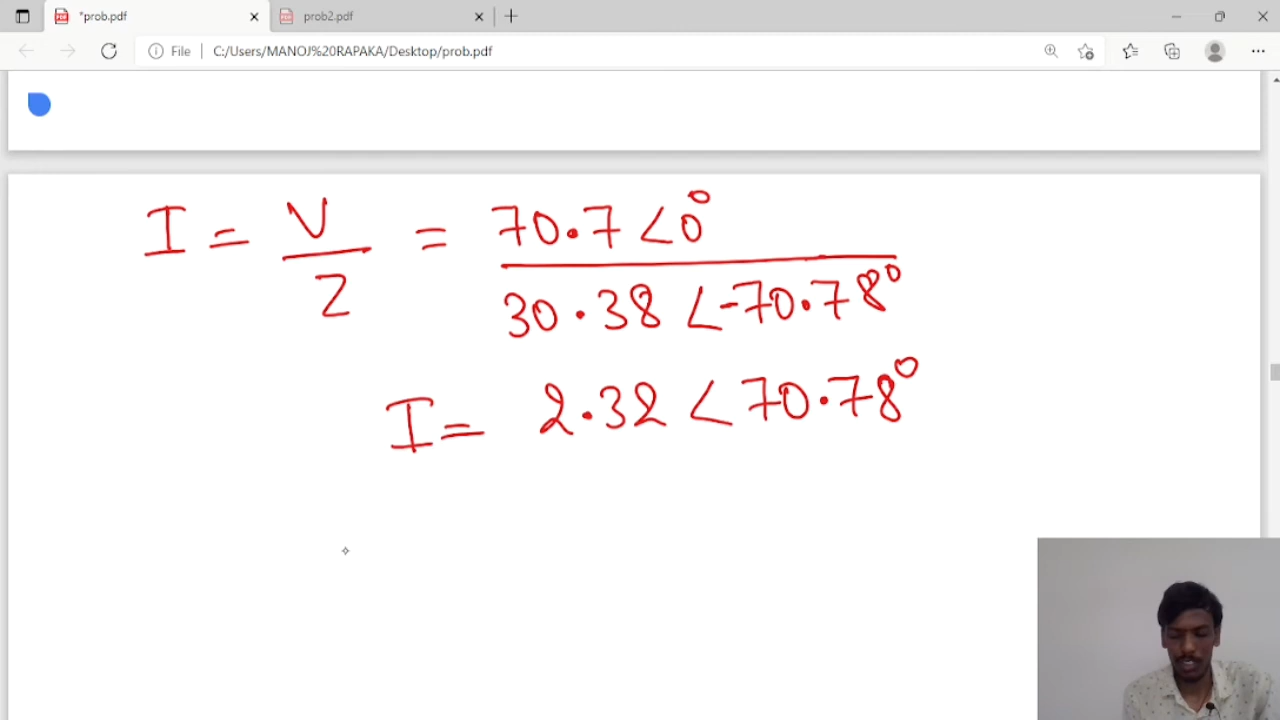 *prob.pdf
prob2.pdf
File C:/Users/MANOJ%20RAPAKA/Desktop/prob.pdf
I = V/Z = 70.7 <0° / 30.38 <-70.78°
I = 2.32 < 70.78°